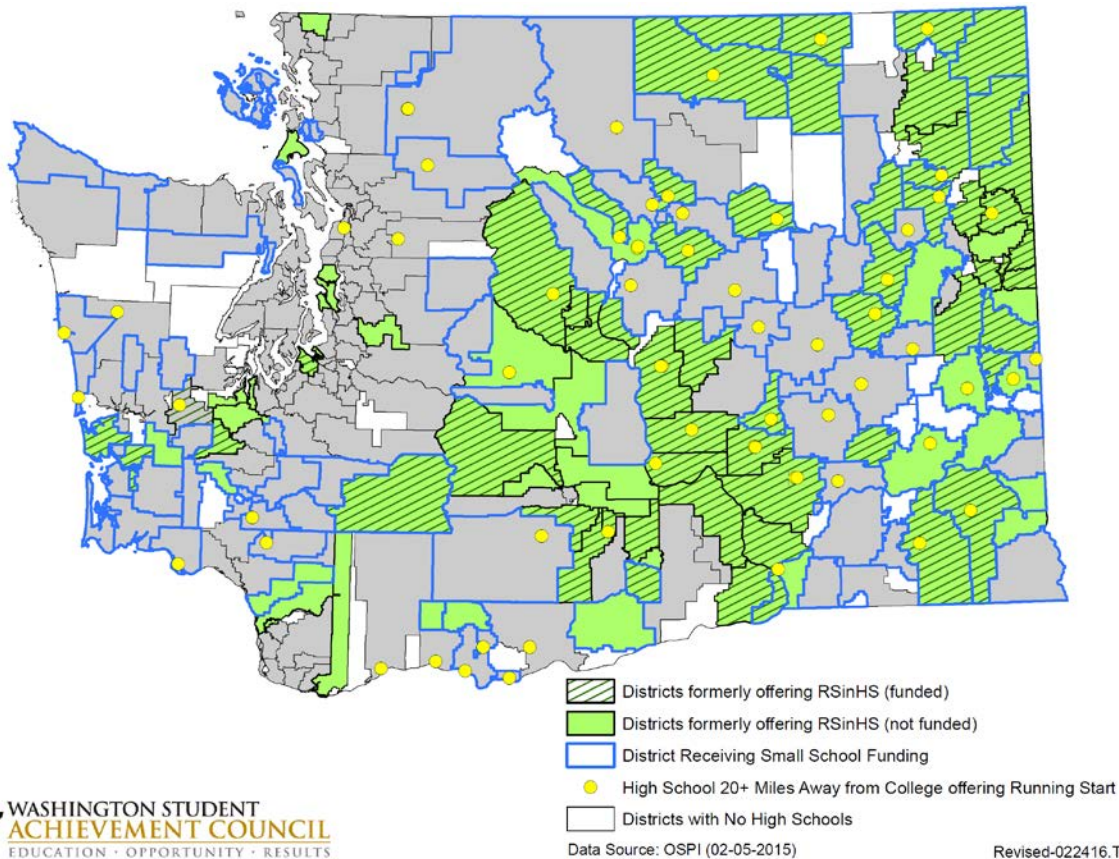 Districts formerly offering RSinHS (funded)
Districts formerly offering RSinHS (not funded)
District Receiving Small School Funding
High School 20+ Miles Away from College offering Running Start
Districts with No High Schools
WASHINGTON STUDENT
ACHIEVEMENT COUNCIL
EDUCATION · OPPORTUNITY · RESULTS
Data Source: OSPI (02-05-2015)
Revised-022416.T